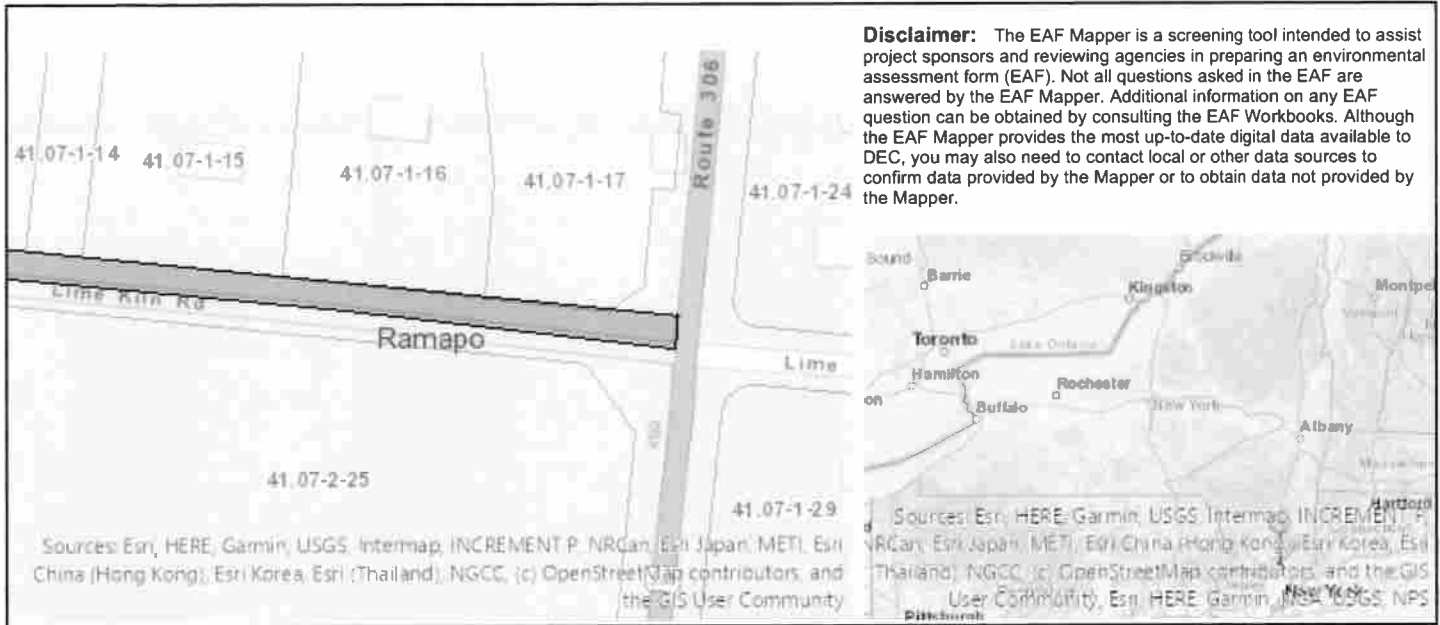 Disclaimer: The EAF Mapper is a screening tool intended to assist
project sponsors and reviewing agencies in preparing an environmental
assessment form (EAF). Not all questions asked in the EAF are
answered by the EAF Mapper. Additional information on any EAF
question can be obtained by consulting the EAF Workbooks. Although
the EAF Mapper provides the most up-to-date digital data available to
DEC, you may also need to contact local or other data sources to
confirm data provided by the Mapper or to obtain data not provided by
the Mapper.
Route 306
41.07-1-14
41.07-1-15
41.07-1-16
41.07-1-17
41.07-1-24
Lime Kiln Rd
Ramapo
Lime
41.07-2-25
41.07-1-29
Sources: Esri, HERE, Garmin, USGS, Intermap, INCREMENT P, NRCan, Esri Japan, METI, Esri
China (Hong Kong), Esri Korea, Esri (Thailand), NGCC, (c) OpenStreetMap contributors, and
the GIS User Community
Sound
Barrie
Brockville
Kingston
Montpel
Toronto
Lake Ontario
Hamilton
on
Rochester
Buffalo
New York
Albany
Hartford
Sources: Esri, HERE, Garmin, USGS, Intermap, INCREMENT P,
NRCan, Esri Japan, METI, Esri China (Hong Kong), Esri Korea, Esri
(Thailand), NGCC, (c) OpenStreetMap contributors, and the GIS
User Community, Esri, HERE, Garmin, NGA, USGS, NPS
New York
Pittsburgh